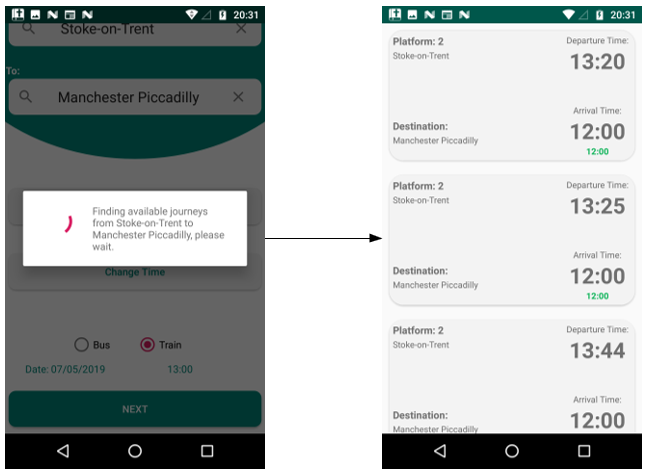 20:31
Stoke-on-Trent
To:
Manchester Piccadilly
Finding available journeys
from Stoke-on-Trent to
Manchester Piccadilly, please
wait.
Change Time
Bus
Train
Date: 07/05/2019
13:00
NEXT
20:31
Platform: 2
Departure Time:
Stoke-on-Trent
13:20
Arrival Time:
Destination:
12:00
Manchester Piccadilly
12:00
Platform: 2
Departure Time:
Stoke-on-Trent
13:25
Arrival Time:
Destination:
12:00
Manchester Piccadilly
12:00
Platform: 2
Departure Time:
Stoke-on-Trent
13:44
Arrival Time:
Destination:
12:00
Manchester Piccadilly